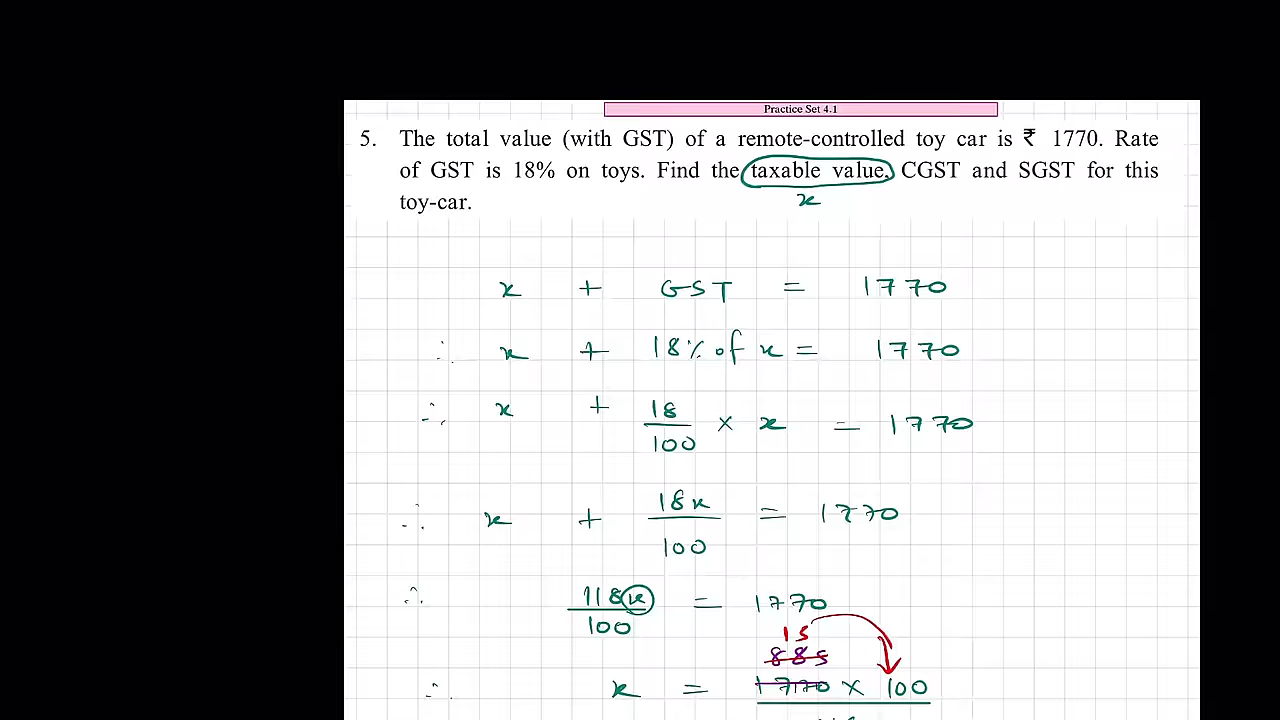 Practice Set 4.1
5. The total value (with GST) of a remote-controlled toy car is ₹ 1770. Rate
of GST is 18% on toys. Find the taxable value, CGST and SGST for this
toy-car.
x
x + GST = 1770
∴ x + 18% of x = 1770
∴ x + 18/100 × x = 1770
∴ x + 18x/100 = 1770
∴ 118x/100 = 1770
15
885
∴ x = 1770 × 100